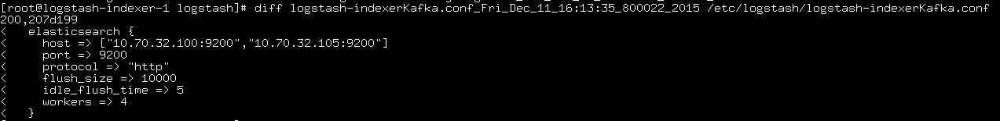 [root@logstash-indexer-1 logstash]# diff logstash-indexerKafka.conf_Fri_Dec_11_16:13:35_800022_2015 /etc/logstash/logstash-indexerKafka.conf
200,207d199
<   elasticsearch {
<     host => ["10.70.32.100:9200","10.70.32.105:9200"]
<     port => 9200
<     protocol => "http"
<     flush_size => 10000
<     idle_flush_time => 5
<     workers => 4
<   }